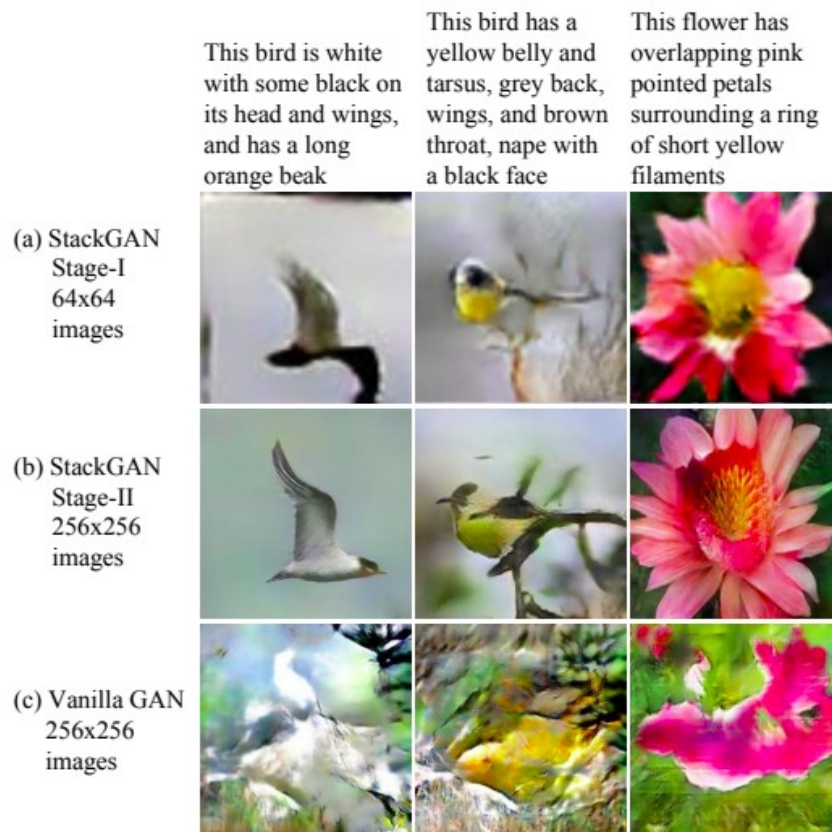 This bird is white
with some black on
its head and wings,
and has a long
orange beak
This bird has a
yellow belly and
tarsus, grey back,
wings, and brown
throat, nape with
a black face
This flower has
overlapping pink
pointed petals
surrounding a ring
of short yellow
filaments
(a) StackGAN
Stage-I
64x64
images
(b) StackGAN
Stage-II
256x256
images
(c) Vanilla GAN
256x256
images